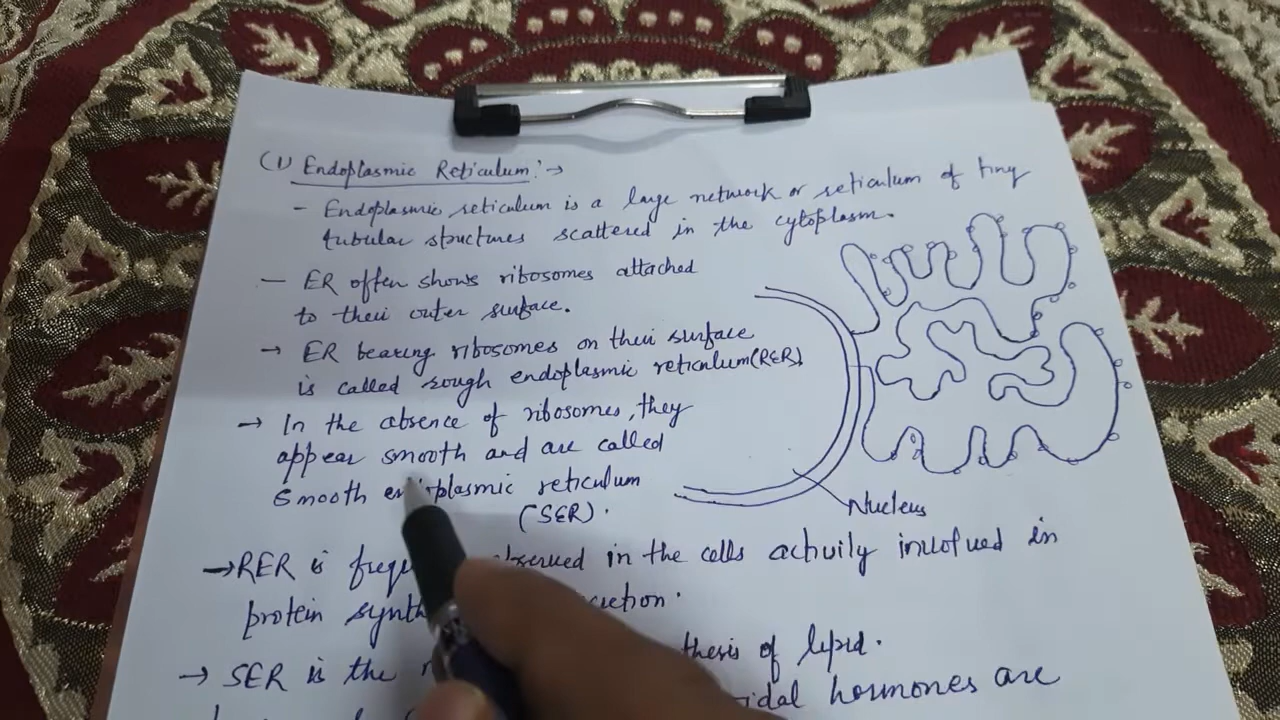 (1) Endoplasmic Reticulum :→
- Endoplasmic reticulum is a large network or reticulum of tiny
tubular structures scattered in the cytoplasm.
- ER often shows ribosomes attached
to their outer surface.
→ ER bearing ribosomes on their surface
is called rough endoplasmic reticulum (RER)
→ In the absence of ribosomes, they
appear smooth and are called
Smooth endoplasmic reticulum
(SER).
Nucleus
→ RER is observed in the cells activily involved in
protein
→ SER is the of lipid.
hormones are